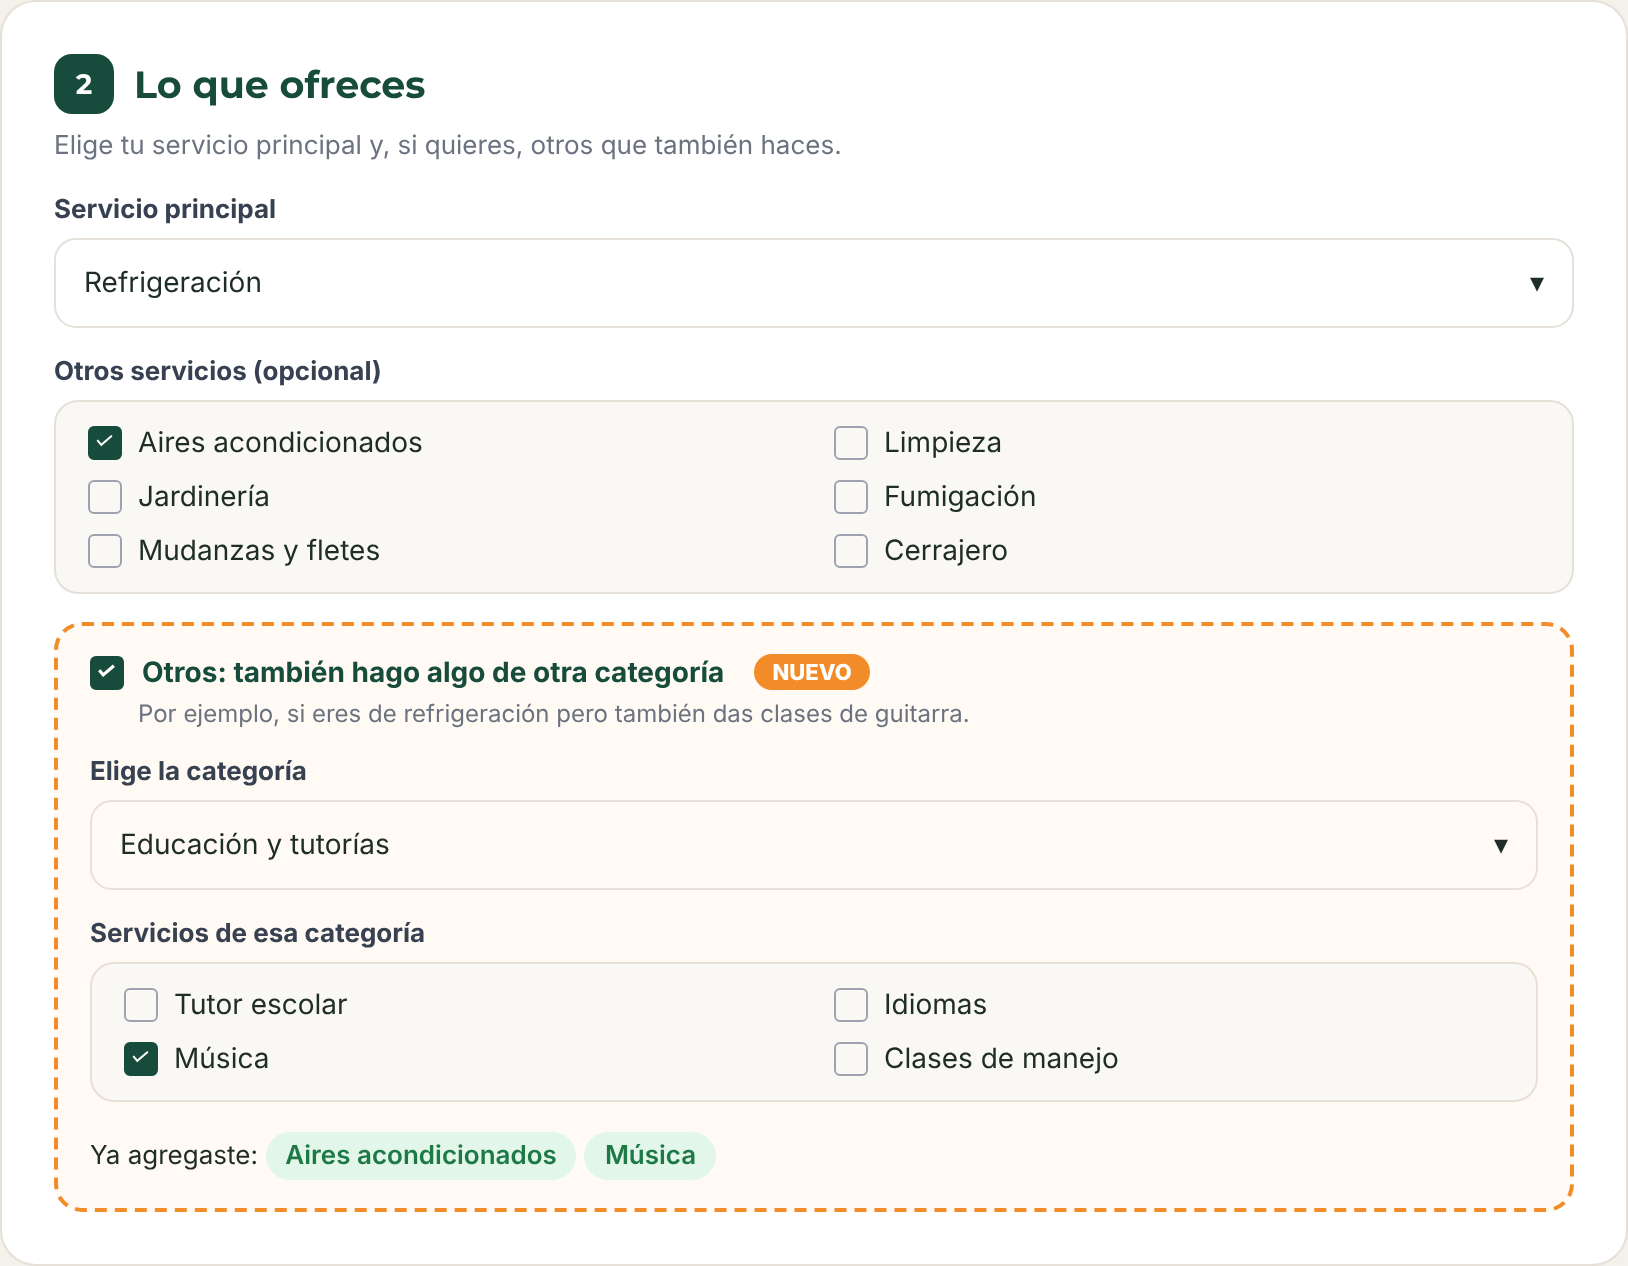 2 Lo que ofreces
Elige tu servicio principal y, si quieres, otros que también haces.
Servicio principal
Refrigeración ▼
Otros servicios (opcional)
Aires acondicionados Limpieza
Jardinería Fumigación
Mudanzas y fletes Cerrajero
Otros: también hago algo de otra categoría NUEVO
Por ejemplo, si eres de refrigeración pero también das clases de guitarra.
Elige la categoría
Educación y tutorías ▼
Servicios de esa categoría
Tutor escolar Idiomas
Música Clases de manejo
Ya agregaste: Aires acondicionados Música